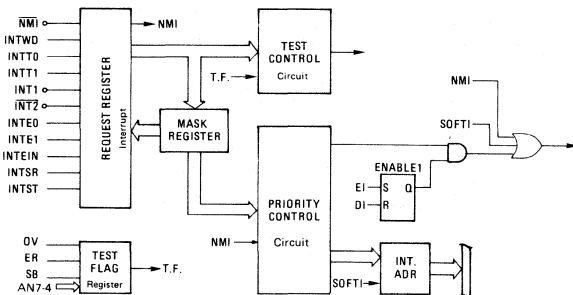 NMI
INTWD
INTT0
INTT1
INT1
INT2
INTE0
INTE1
INTEIN
INTSR
INTST
REQUEST REGISTER
Interrupt
NMI
TEST
CONTROL
Circuit
T.F.
MASK
REGISTER
PRIORITY
CONTROL
Circuit
NMI
NMI
SOFTI
ENABLE1
EI
S Q
DI
R
INT.
ADR
SOFTI
OV
ER
SB
AN7-4
TEST
FLAG
Register
T.F.